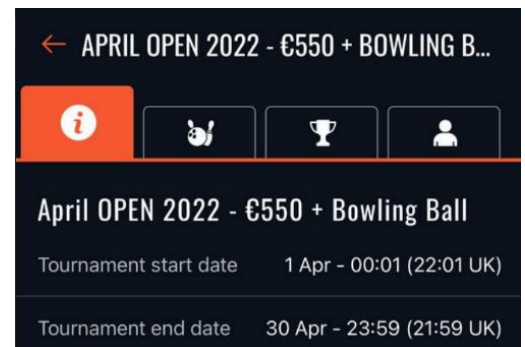 ← APRIL OPEN 2022 - €550 + BOWLING B...
April OPEN 2022 - €550 + Bowling Ball
Tournament start date 1 Apr - 00:01 (22:01 UK)
Tournament end date 30 Apr - 23:59 (21:59 UK)